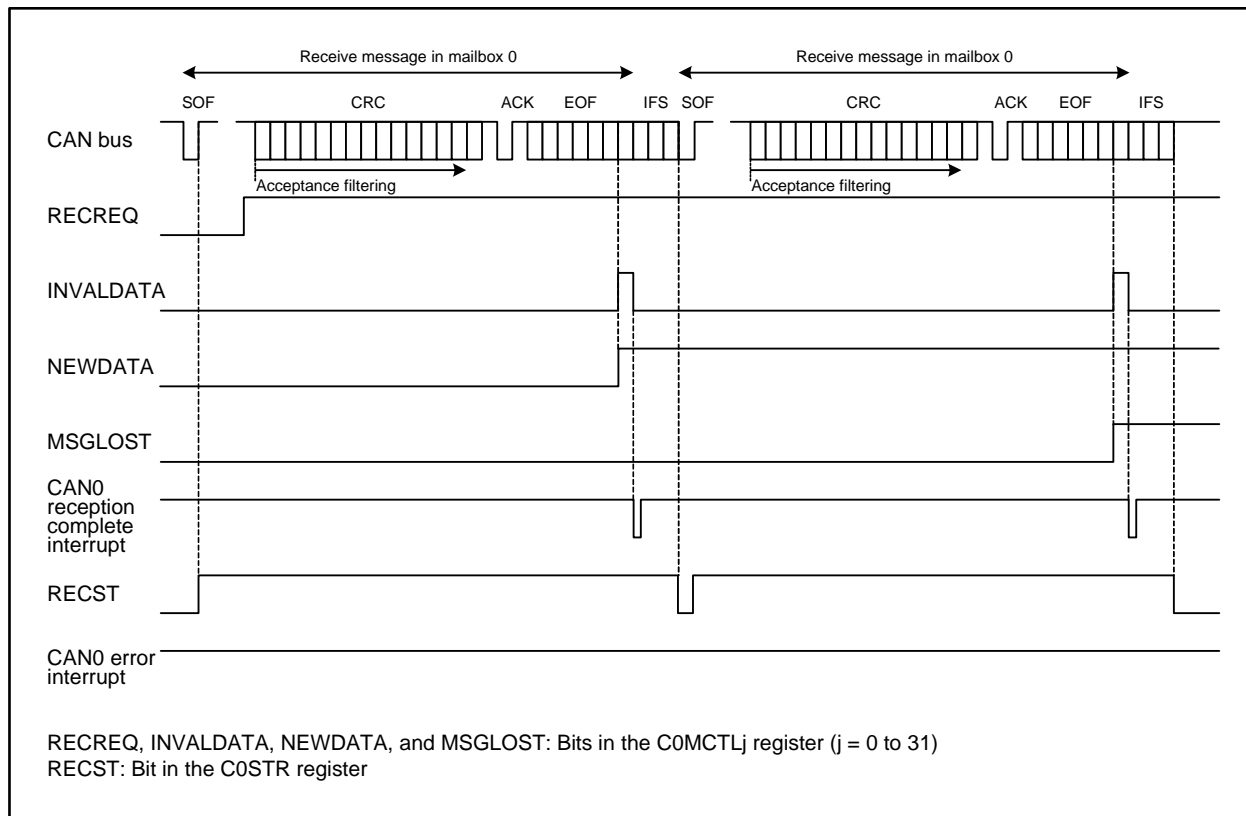 Receive message in mailbox 0 Receive message in mailbox 0
SOF CRC ACK EOF IFS SOF CRC ACK EOF IFS
CAN bus
Acceptance filtering Acceptance filtering
RECREQ
INVALDATA
NEWDATA
MSGLOST
CAN0
reception
complete
interrupt
RECST
CAN0 error
interrupt
RECREQ, INVALDATA, NEWDATA, and MSGLOST: Bits in the C0MCTLj register (j = 0 to 31)
RECST: Bit in the C0STR register